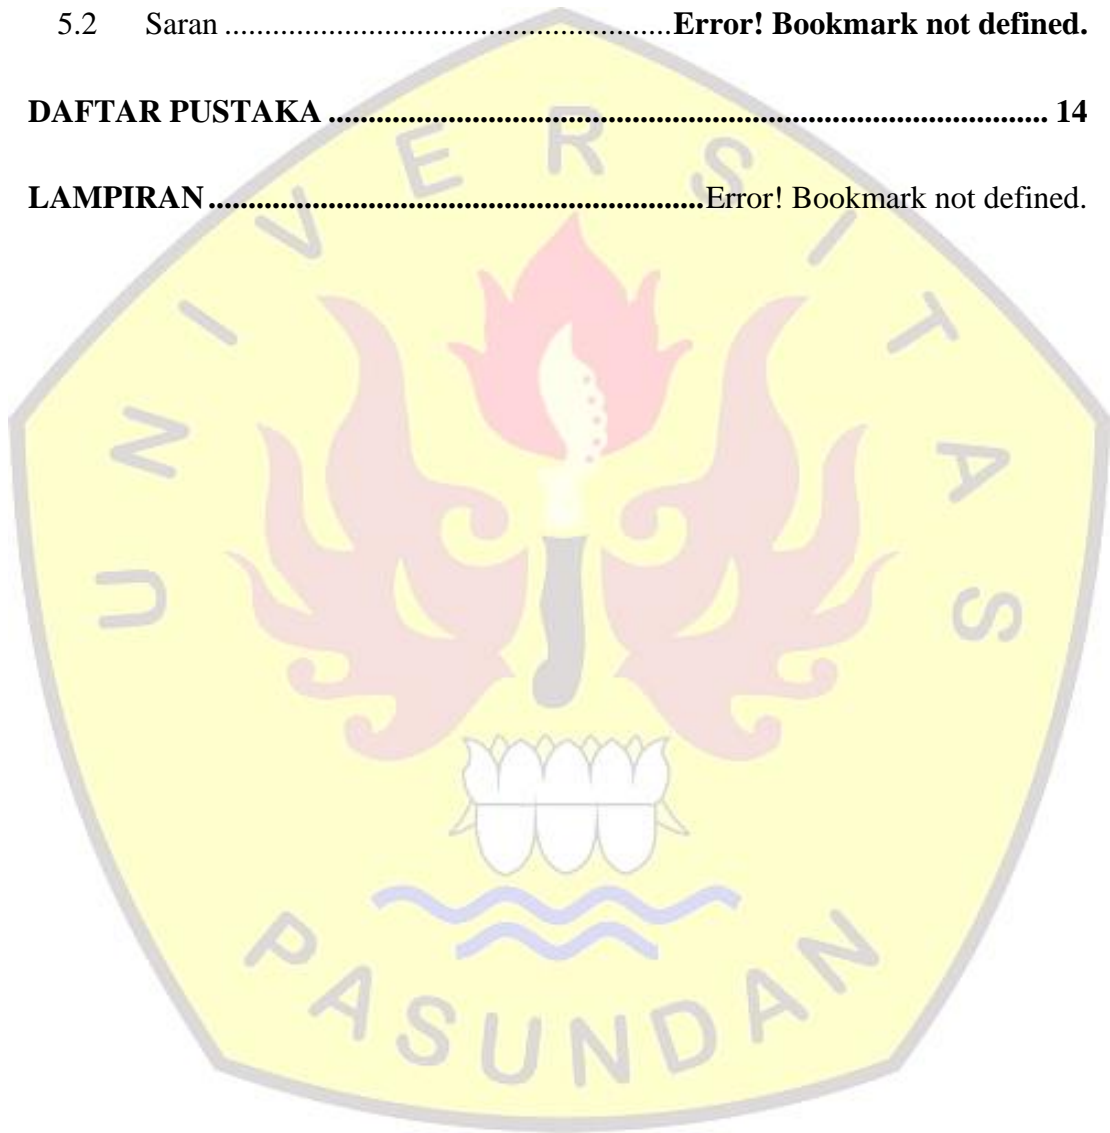 5.2 Saran ......................................................Error! Bookmark not defined.
DAFTAR PUSTAKA ...................................................................................... 14
LAMPIRAN............................................................Error! Bookmark not defined.
UNIVERSITAS
PASUNDAN